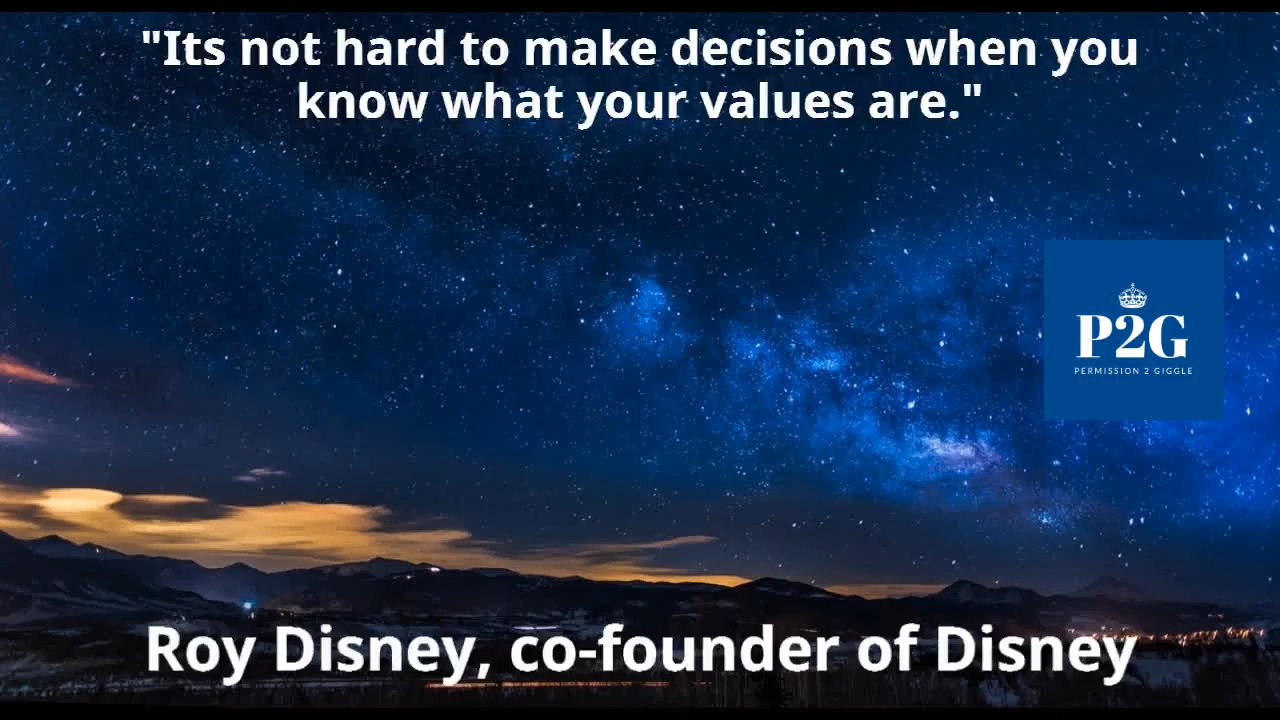 "Its not hard to make decisions when you
know what your values are."
P2G
PERMISSION 2 GIGGLE
Roy Disney, co-founder of Disney